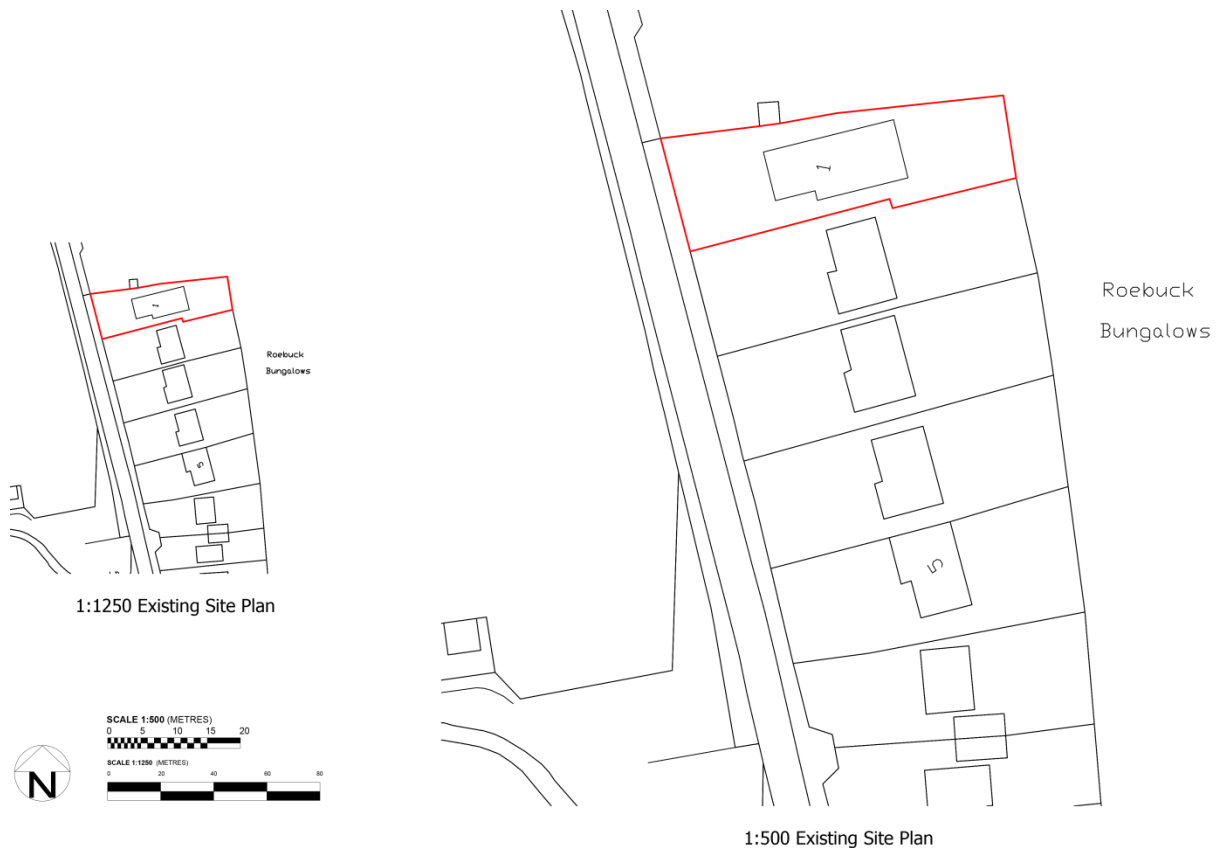 1
Roebuck
Bungalows
5
1:500 Existing Site Plan
1
Roebuck
Bungalows
5
1:1250 Existing Site Plan
SCALE 1:500 (METRES)
0 5 10 15 20
SCALE 1:1250 (METRES)
0 20 40 60 80
N